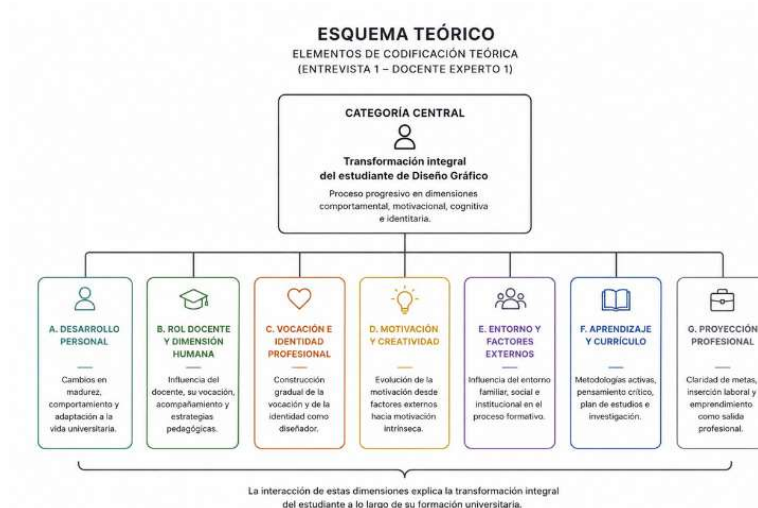 ESQUEMA TEÓRICO
ELEMENTOS DE CODIFICACIÓN TEÓRICA
(ENTREVISTA 1 – DOCENTE EXPERTO 1)
CATEGORÍA CENTRAL
Transformación integral
del estudiante de Diseño Gráfico
Proceso progresivo en dimensiones
comportamental, motivacional, cognitiva
e identitaria.
A. DESARROLLO
PERSONAL
Cambios en
madurez,
comportamiento y
adaptación a la
vida universitaria.
B. ROL DOCENTE
Y DIMENSIÓN
HUMANA
Influencia del
docente, su vocación,
acompañamiento y
estrategias
pedagógicas.
C. VOCACIÓN E
IDENTIDAD
PROFESIONAL
Construcción
gradual de la
vocación y de la
identidad como
diseñador.
D. MOTIVACIÓN
Y CREATIVIDAD
Evolución de la
motivación desde
factores externos
hacia motivación
intrínseca.
E. ENTORNO Y
FACTORES
EXTERNOS
Influencia del entorno
familiar, social e
institucional en el
proceso formativo.
F. APRENDIZAJE
Y CURRÍCULO
Metodologías activas,
pensamiento crítico,
plan de estudios e
investigación.
G. PROYECCIÓN
PROFESIONAL
Claridad de metas,
inserción laboral y
emprendimiento
como salida
profesional.
La interacción de estas dimensiones explica la transformación integral
del estudiante a lo largo de su formación universitaria.